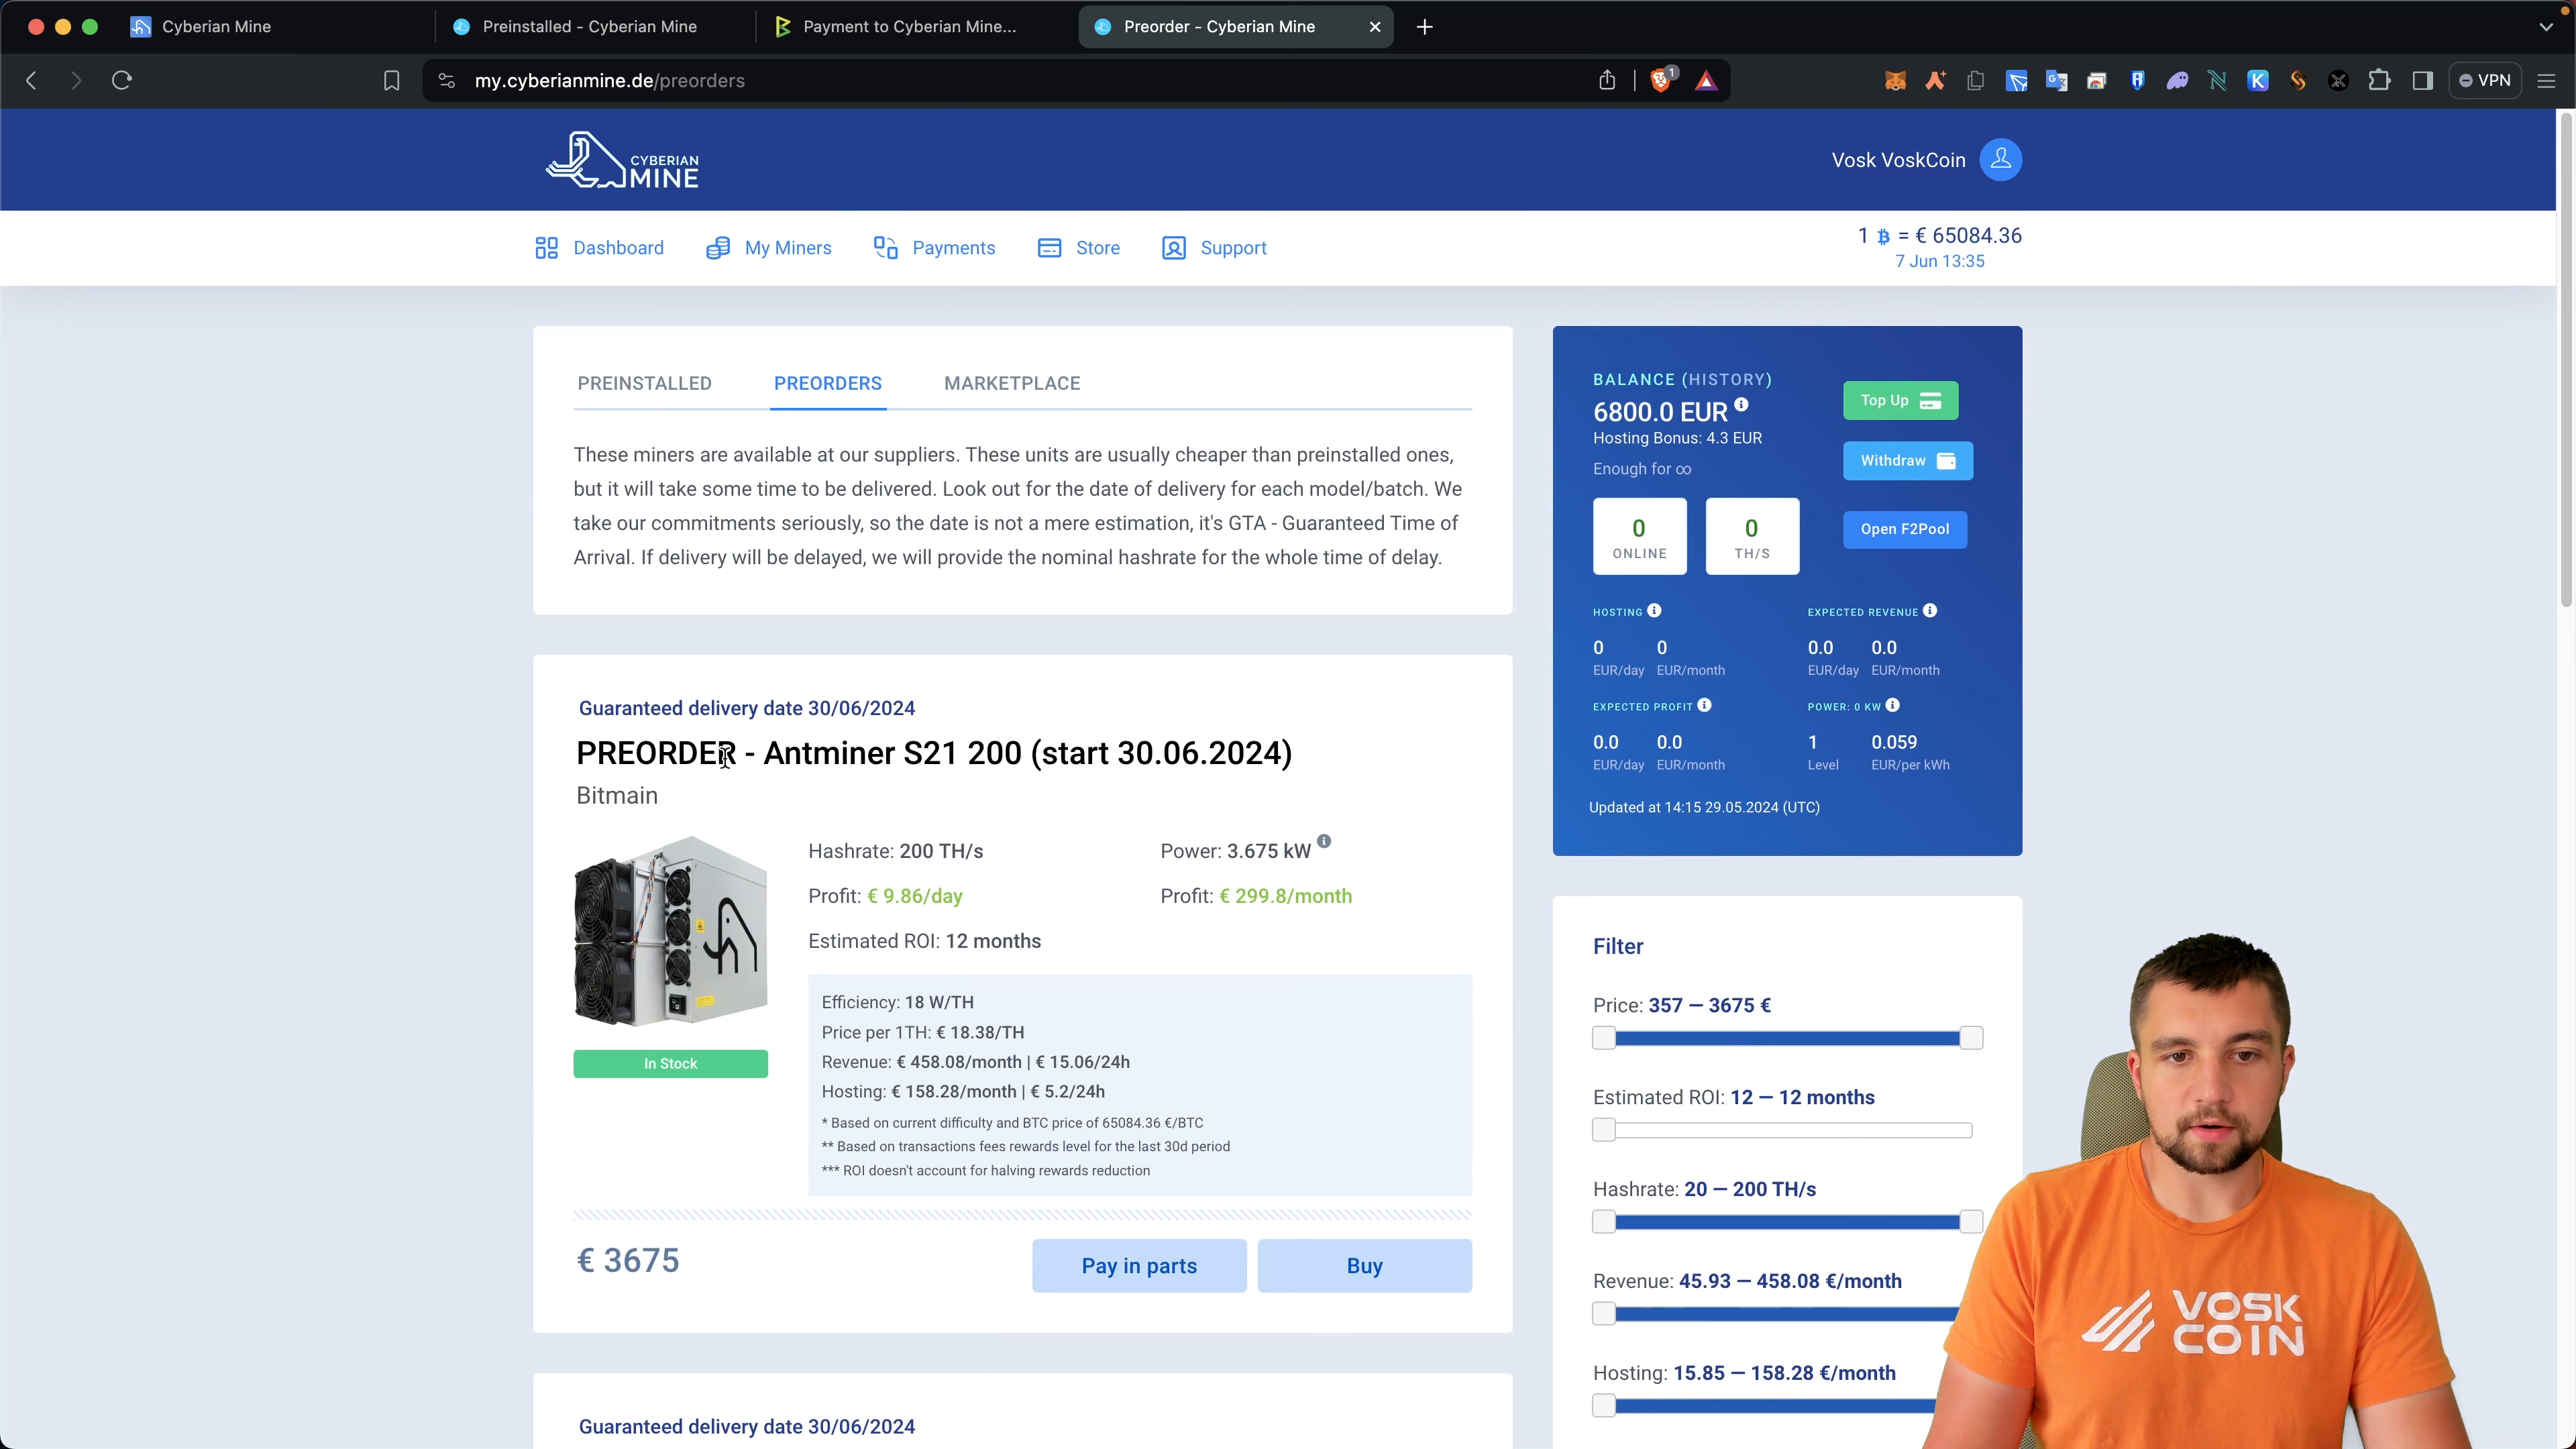 Cyberian Mine
Preinstalled - Cyberian Mine
Payment to Cyberian Mine...
Preorder - Cyberian Mine
my.cyberianmine.de/preorders
1
VPN
CYBERIAN
MINE
Vosk VoskCoin
Dashboard
My Miners
Payments
Store
Support
1 ₿ = € 65084.36
7 Jun 13:35
PREINSTALLED
PREORDERS
MARKETPLACE
These miners are available at our suppliers. These units are usually cheaper than preinstalled ones,
but it will take some time to be delivered. Look out for the date of delivery for each model/batch. We
take our commitments seriously, so the date is not a mere estimation, it's GTA - Guaranteed Time of
Arrival. If delivery will be delayed, we will provide the nominal hashrate for the whole time of delay.
Guaranteed delivery date 30/06/2024
PREORDER - Antminer S21 200 (start 30.06.2024)
Bitmain
Hashrate: 200 TH/s
Power: 3.675 kW
Profit: € 9.86/day
Profit: € 299.8/month
Estimated ROI: 12 months
In Stock
Efficiency: 18 W/TH
Price per 1TH: € 18.38/TH
Revenue: € 458.08/month | € 15.06/24h
Hosting: € 158.28/month | € 5.2/24h
* Based on current difficulty and BTC price of 65084.36 €/BTC
** Based on transactions fees rewards level for the last 30d period
*** ROI doesn't account for halving rewards reduction
€ 3675
Pay in parts
Buy
Guaranteed delivery date 30/06/2024
BALANCE (HISTORY)
6800.0 EUR
Hosting Bonus: 4.3 EUR
Enough for ∞
Top Up
Withdraw
Open F2Pool
0
ONLINE
0
TH/S
HOSTING
EXPECTED REVENUE
0 0
EUR/day EUR/month
0.0 0.0
EUR/day EUR/month
EXPECTED PROFIT
POWER: 0 KW
0.0 0.0
EUR/day EUR/month
1 0.059
Level EUR/per kWh
Updated at 14:15 29.05.2024 (UTC)
Filter
Price: 357 — 3675 €
Estimated ROI: 12 — 12 months
Hashrate: 20 — 200 TH/s
Revenue: 45.93 — 458.08 €/month
Hosting: 15.85 — 158.28 €/month
VOSK
COIN